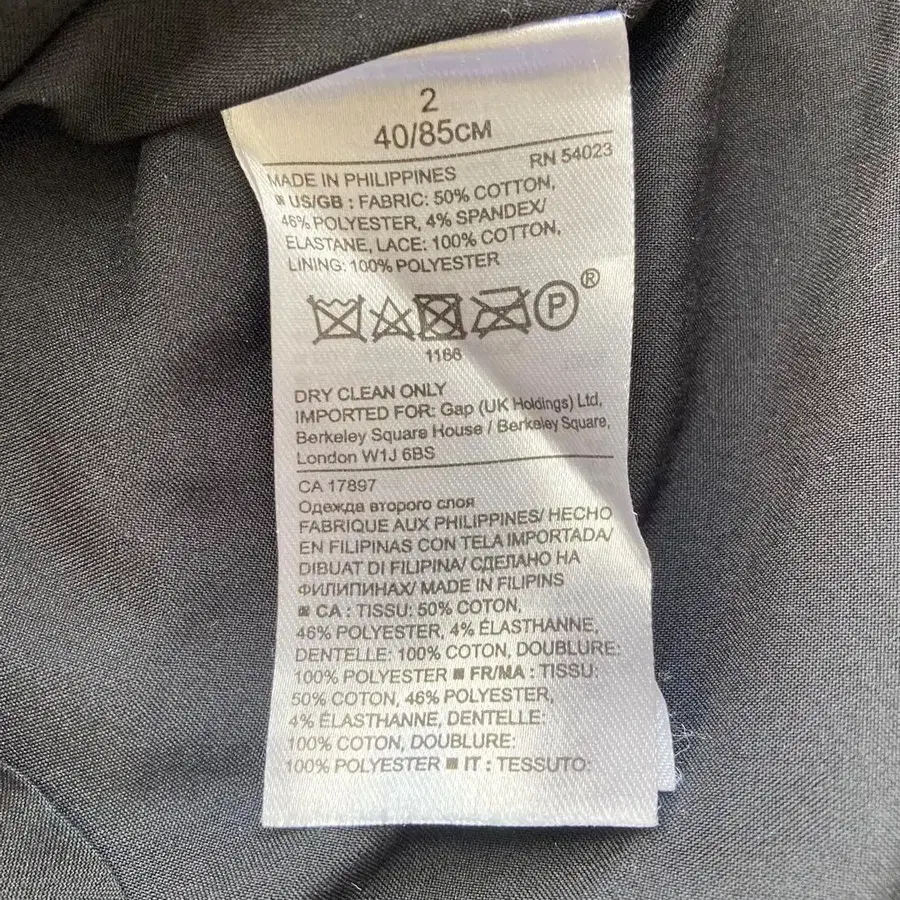 2
40/85CM
RN 54023
MADE IN PHILIPPINES
■ US/GB : FABRIC: 50% COTTON,
46% POLYESTER, 4% SPANDEX/
ELASTANE, LACE: 100% COTTON,
LINING: 100% POLYESTER
P ®
1166
DRY CLEAN ONLY
IMPORTED FOR: Gap (UK Holdings) Ltd,
Berkeley Square House / Berkeley Square,
London W1J 6BS
CA 17897
Одежда второго слоя
FABRIQUE AUX PHILIPPINES/ HECHO
EN FILIPINAS CON TELA IMPORTADA/
DIBUAT DI FILIPINA/ СДЕЛАНО НА
ФИЛИПИНАХ/ MADE IN FILIPINS
■ CA : TISSU: 50% COTON,
46% POLYESTER, 4% ÉLASTHANNE,
DENTELLE: 100% COTON, DOUBLURE:
100% POLYESTER ■ FR/MA : TISSU:
50% COTON, 46% POLYESTER,
4% ÉLASTHANNE, DENTELLE:
100% COTON, DOUBLURE:
100% POLYESTER ■ IT : TESSUTO: